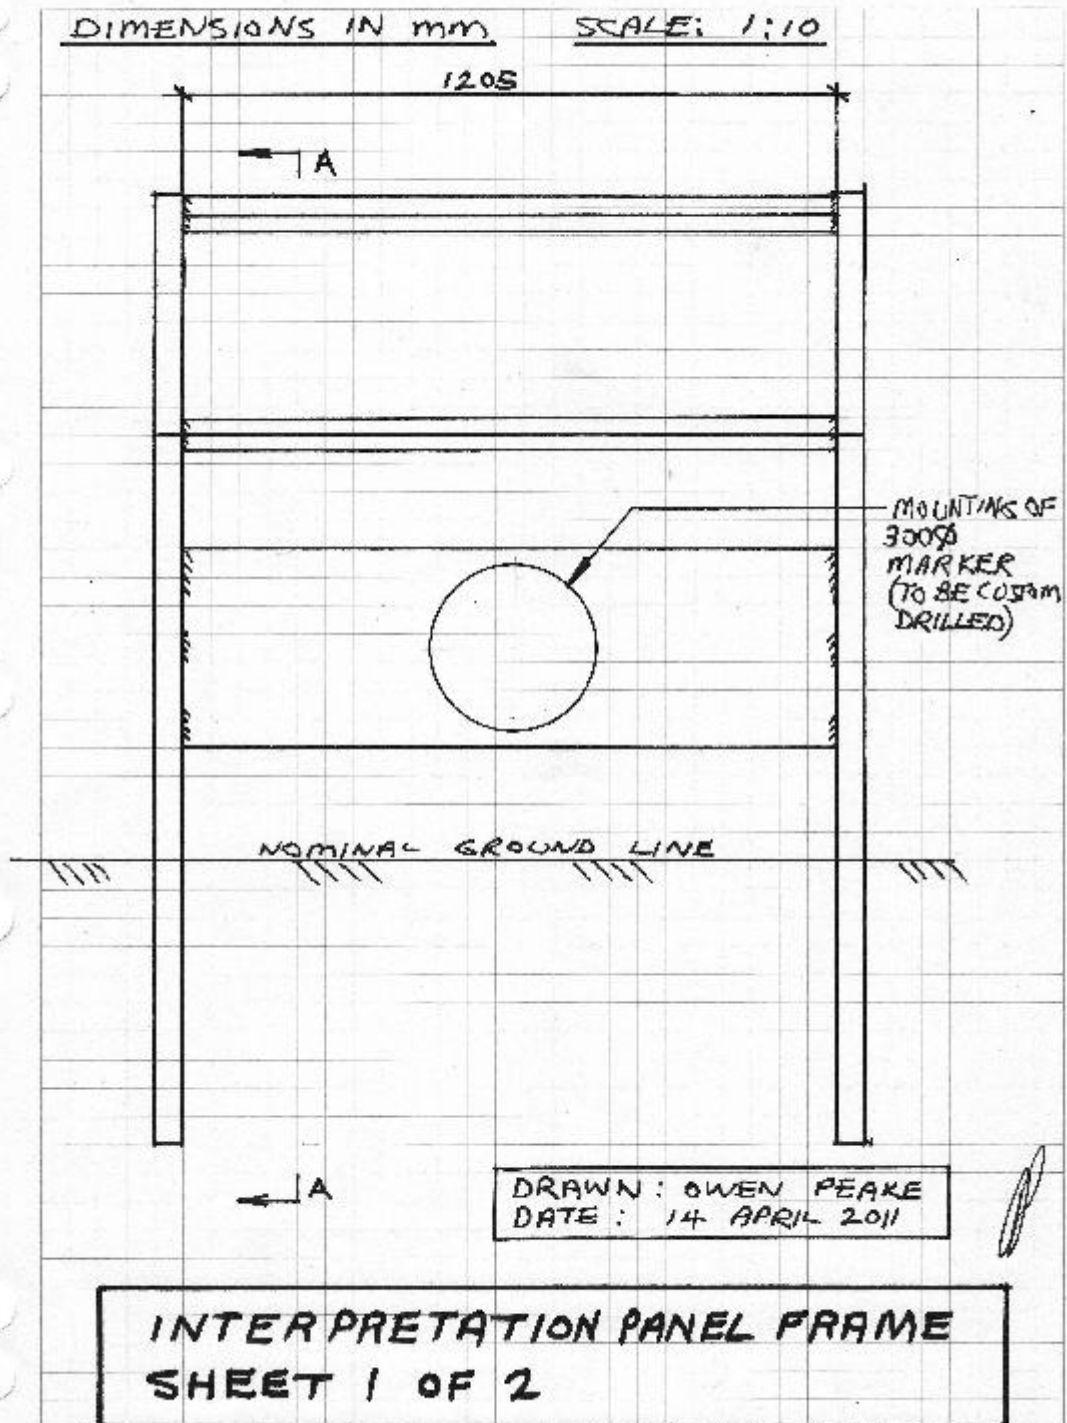 DIMENSIONS IN mm SCALE: 1:10
1205
A
MOUNTING OF
300Ø
MARKER
(TO BE CUSTOM
DRILLED)
NOMINAL GROUND LINE
A
DRAWN: OWEN PEAKE
DATE: 14 APRIL 2011
INTERPRETATION PANEL FRAME
SHEET 1 OF 2